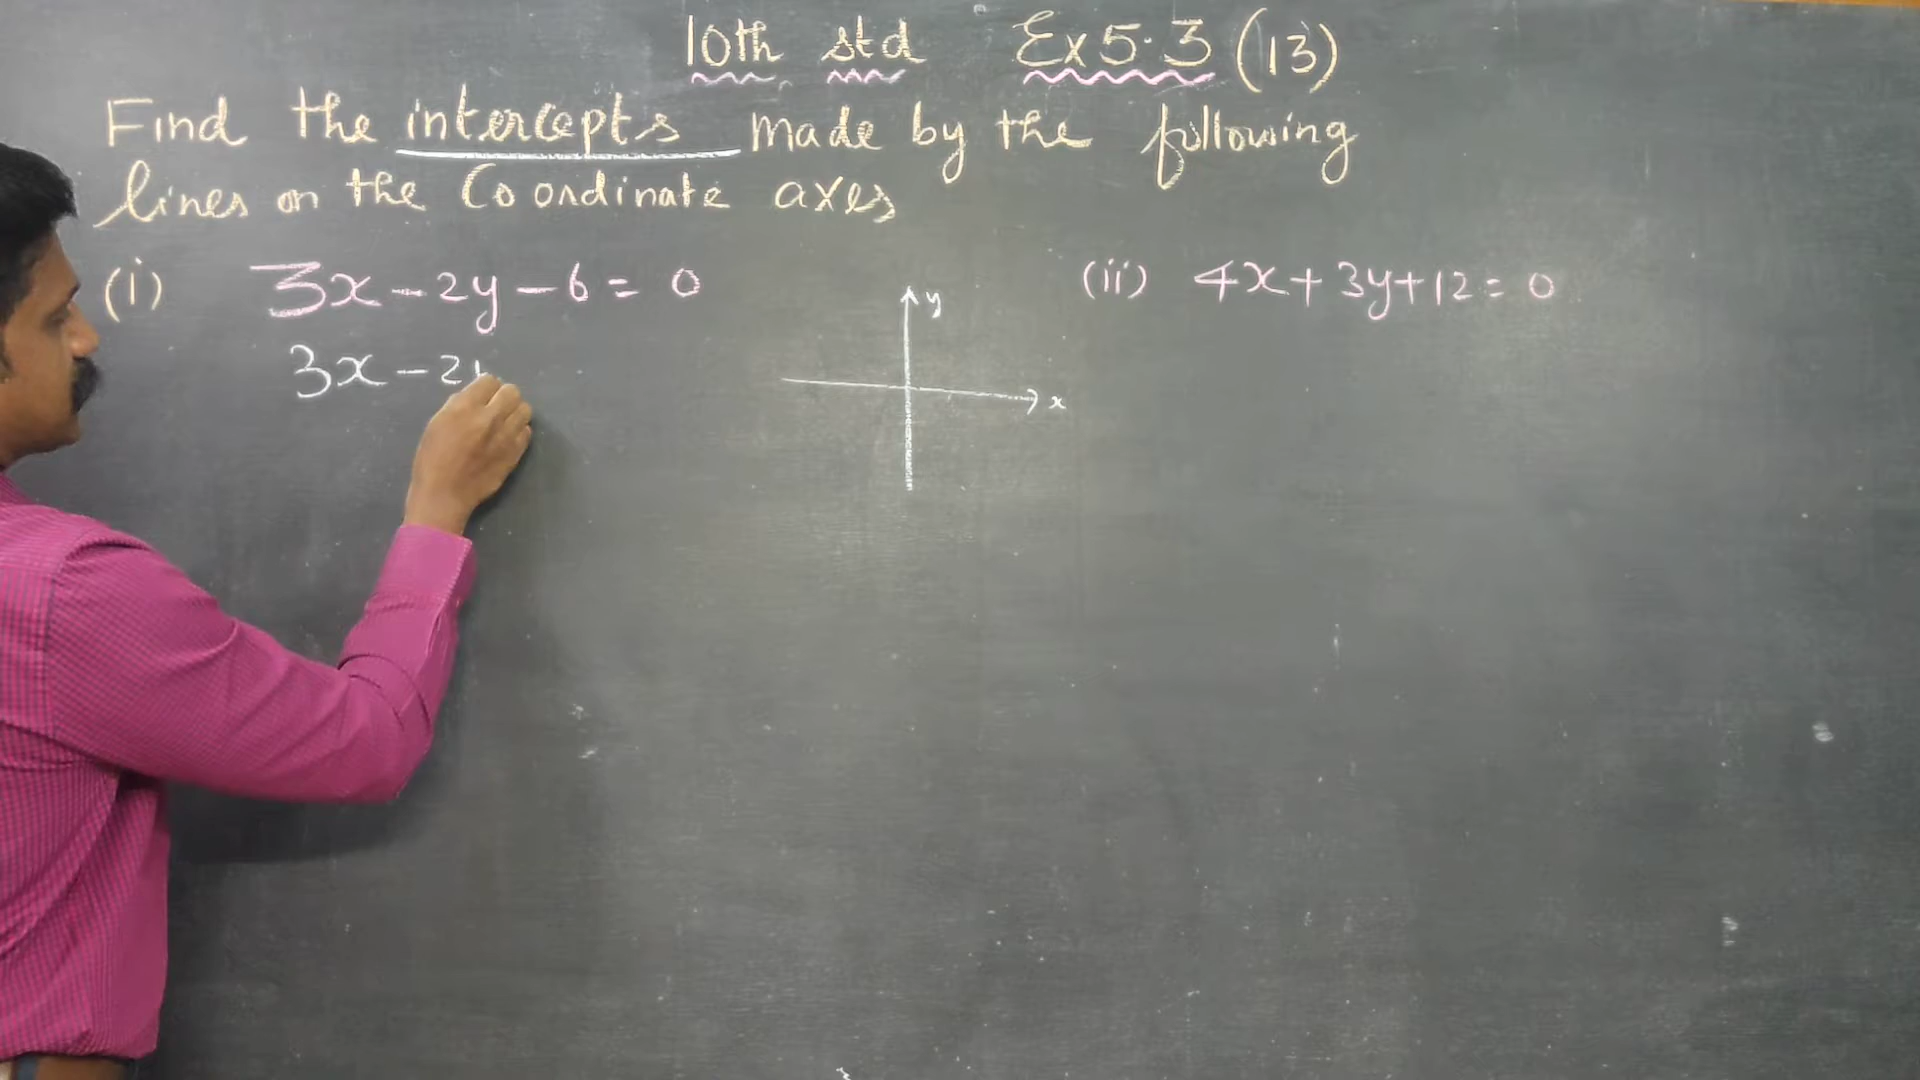 10th std Ex 5.3 (13)
Find the intercepts made by the following
lines on the Coordinate axes
(i) 3x - 2y - 6 = 0
(ii) 4x + 3y + 12 = 0
3x - 2y
y
x